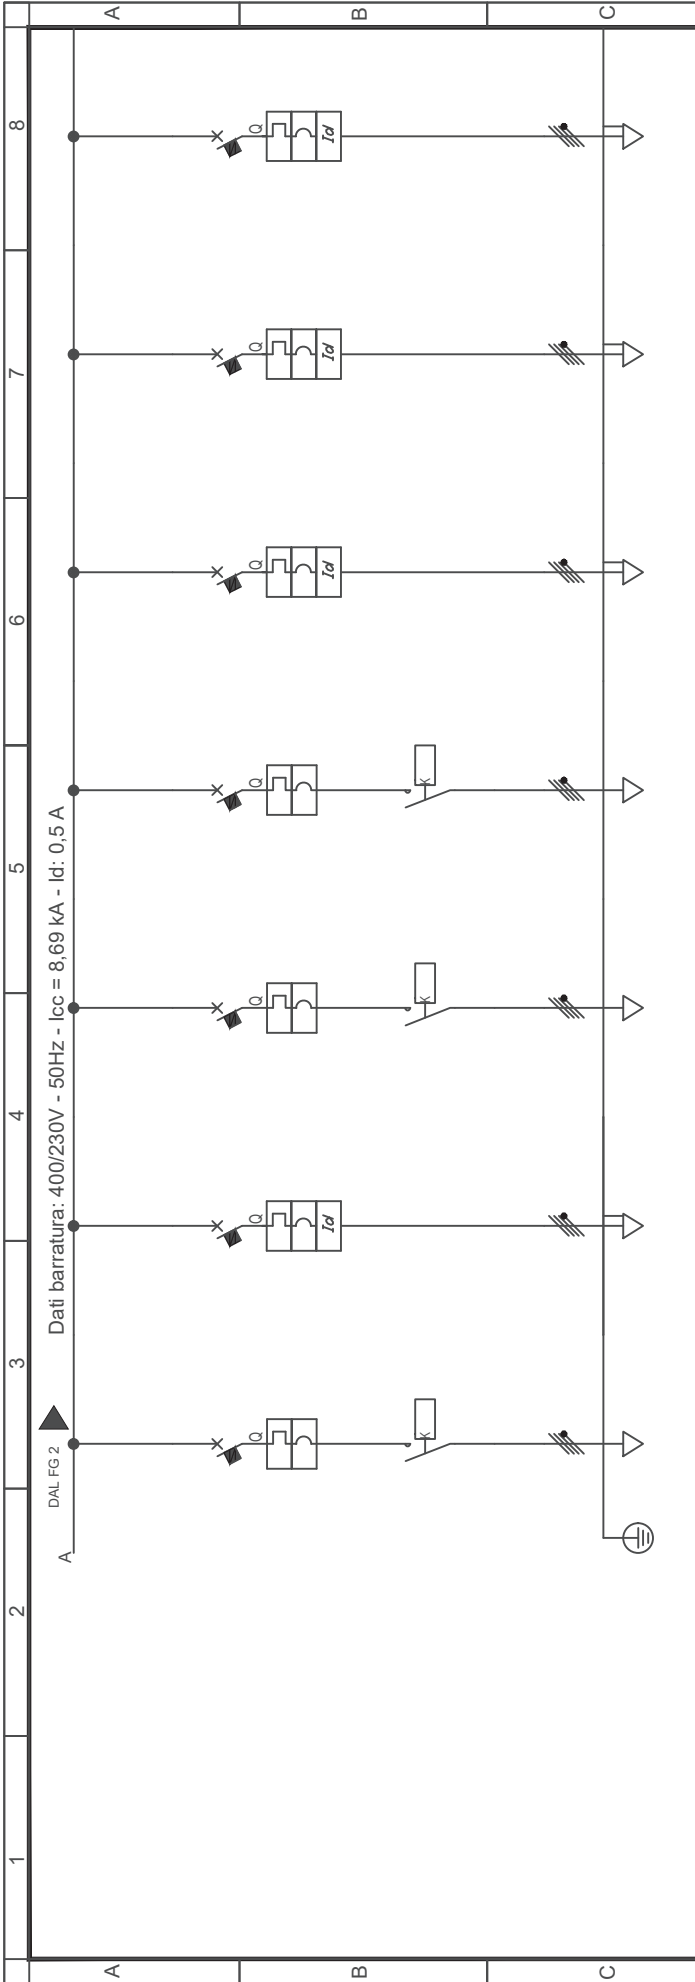 1 2 3 4 5 6 7 8
A A
DAL FG 2
Dati barratura: 400/230V - 50Hz - Icc = 8,69 kA - Id: 0,5 A
A
Q Q Q Q Q Q Q
Id Id Id Id
B B
K K K
C C